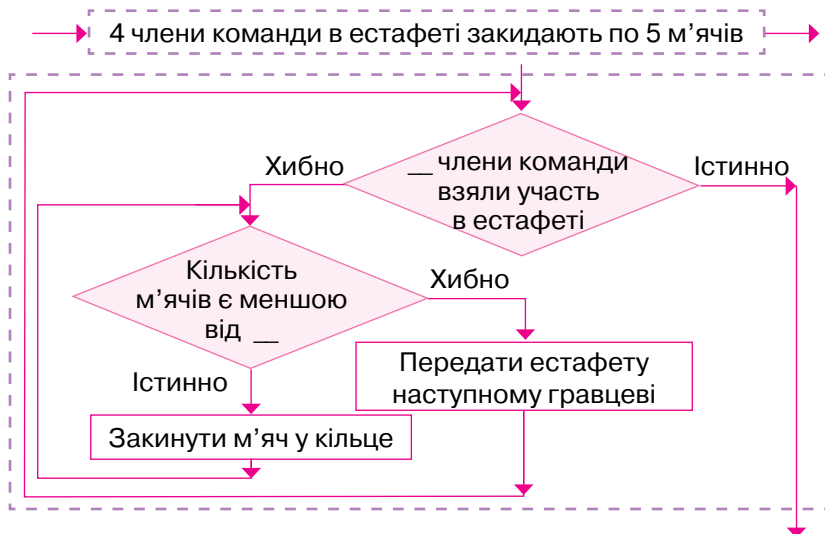 4 члени команди в естафеті закидають по 5 м’ячів
Хибно
__ члени команди
взяли участь
в естафеті
Істинно
Кількість
м’ячів є меншою
від __
Хибно
Істинно
Передати естафету
наступному гравцеві
Закинути м’яч у кільце